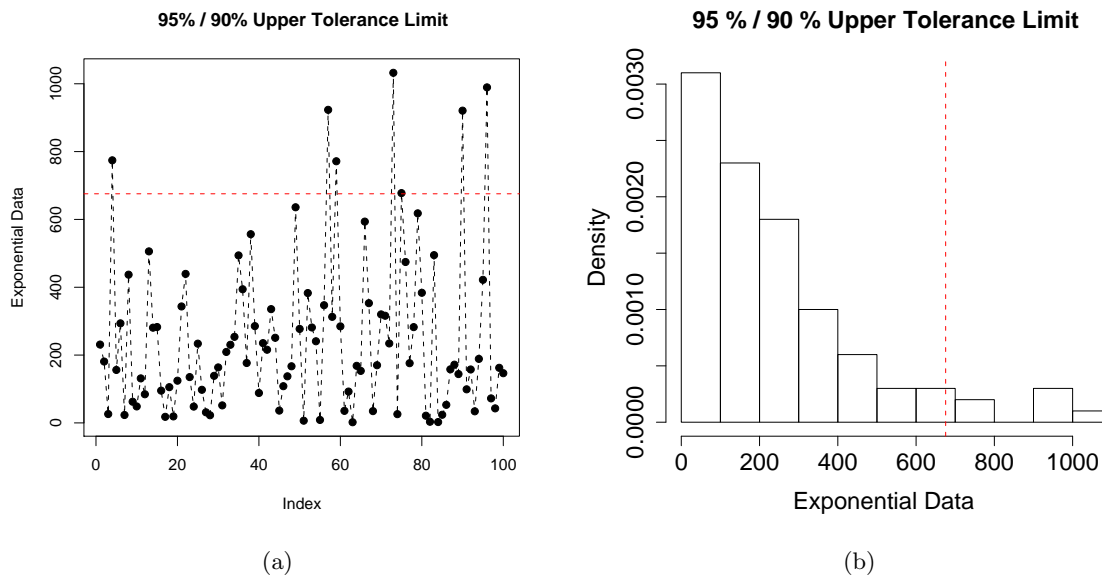 95% / 90% Upper Tolerance Limit
Exponential Data
1000
800
600
400
200
0
0 20 40 60 80 100
Index
(a)
95 % / 90 % Upper Tolerance Limit
Density
0.0030
0.0020
0.0010
0.0000
0 200 400 600 800 1000
Exponential Data
(b)